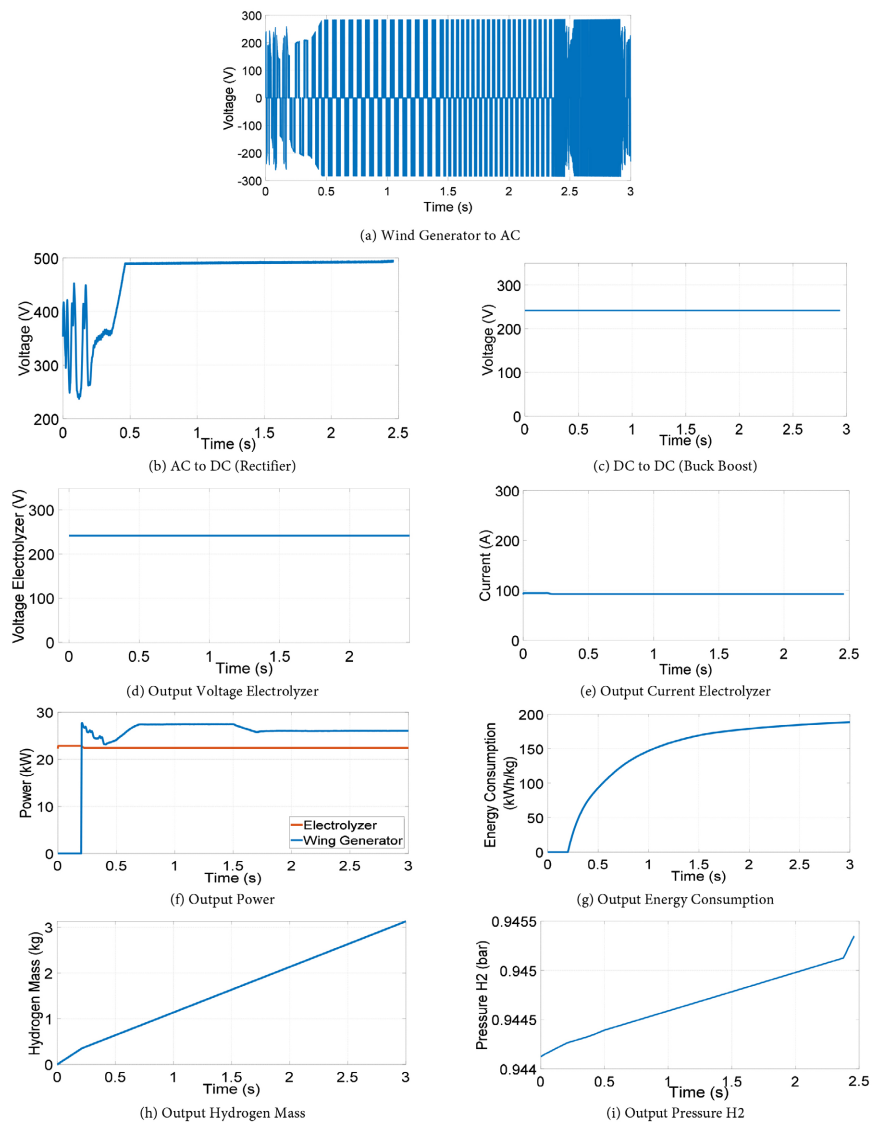 300
200
100
0
-100
-200
-300
Voltage (V)
0 0.5 1 1.5 2 2.5 3
Time (s)
(a) Wind Generator to AC
500
400
300
200
Voltage (V)
0 0.5 1 1.5 2 2.5
Time (s)
(b) AC to DC (Rectifier)
300
200
100
0
Voltage (V)
0 0.5 1 1.5 2 2.5 3
Time (s)
(c) DC to DC (Buck Boost)
300
200
100
0
Voltage Electrolyzer (V)
0 0.5 1 1.5 2
Time (s)
(d) Output Voltage Electrolyzer
300
200
100
0
Current (A)
0 0.5 1 1.5 2 2.5
Time (s)
(e) Output Current Electrolyzer
30
20
10
0
Power (kW)
Electrolyzer
Wing Generator
0 0.5 1 1.5 2 2.5 3
Time (s)
(f) Output Power
200
150
100
50
0
Energy Consumption
(kWh/kg)
0 0.5 1 1.5 2 2.5 3
Time (s)
(g) Output Energy Consumption
3
2
1
0
Hydrogen Mass (kg)
0 0.5 1 1.5 2 2.5 3
Time (s)
(h) Output Hydrogen Mass
0.9455
0.945
0.9445
0.944
Pressure H2 (bar)
0 0.5 1 1.5 2 2.5
Time (s)
(i) Output Pressure H2